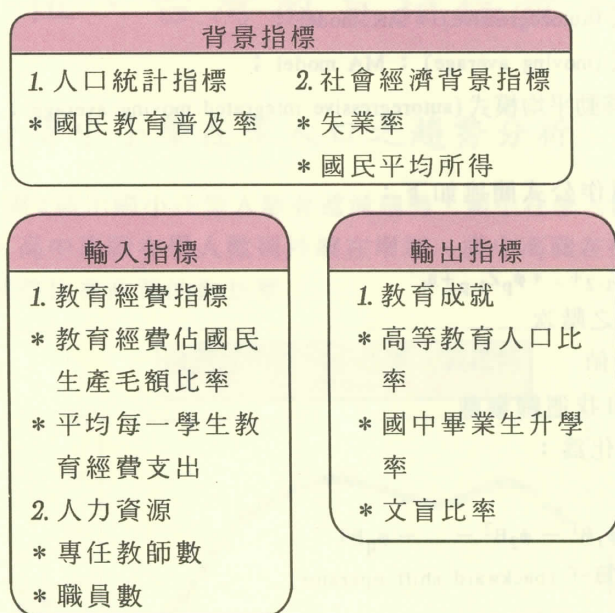 背景指標
1. 人口統計指標
* 國民教育普及率
2. 社會經濟背景指標
* 失業率
* 國民平均所得
輸入指標
1. 教育經費指標
* 教育經費佔國民
生產毛額比率
* 平均每一學生教
育經費支出
2. 人力資源
* 專任教師數
* 職員數
輸出指標
1. 教育成就
* 高等教育人口比
率
* 國中畢業生升學
率
* 文盲比率